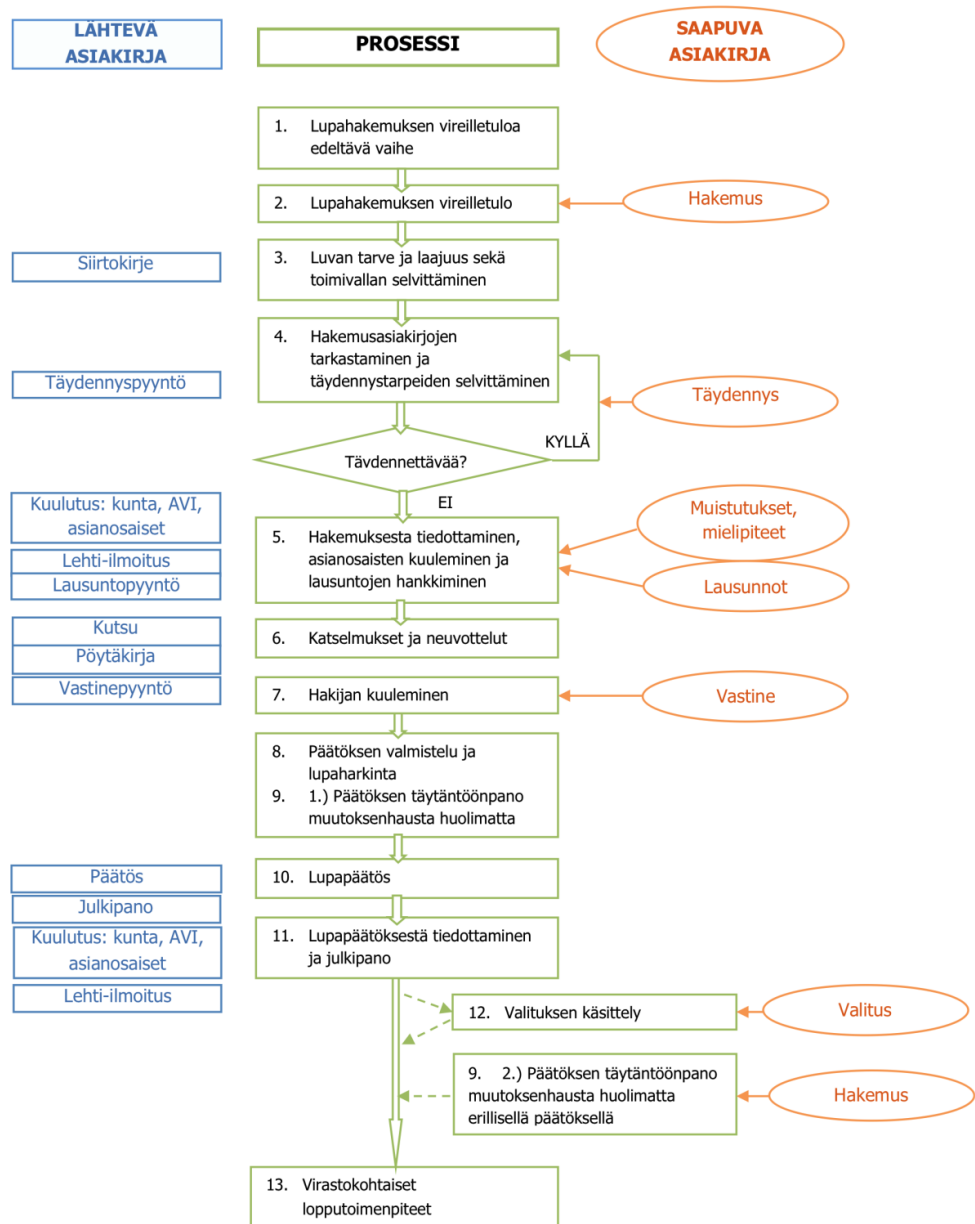 LÄHTEVÄ
ASIAKIRJA
PROSESSI
SAAPUVA
ASIAKIRJA
1. Lupahakemuksen vireilletuloa
edeltävä vaihe
2. Lupahakemuksen vireilletulo
Hakemus
Siirtokirje
3. Luvan tarve ja laajuus sekä
toimivallan selvittäminen
4. Hakemusasiakirjojen
tarkastaminen ja
täydennystarpeiden selvittäminen
Täydennyspyyntö
Täydennys
KYLLÄ
Tävdennettävää?
EI
Kuulutus: kunta, AVI,
asianosaiset
Lehti-ilmoitus
Lausuntopyyntö
5. Hakemuksesta tiedottaminen,
asianosaisten kuuleminen ja
lausuntojen hankkiminen
Muistutukset,
mielipiteet
Lausunnot
Kutsu
Pöytäkirja
6. Katselmukset ja neuvottelut
Vastinepyyntö
7. Hakijan kuuleminen
Vastine
8. Päätöksen valmistelu ja
lupaharkinta
9. 1.) Päätöksen täytäntöönpano
muutoksenhausta huolimatta
Päätös
10. Lupapäätös
Julkipano
Kuulutus: kunta, AVI,
asianosaiset
11. Lupapäätöksestä tiedottaminen
ja julkipano
Lehti-ilmoitus
12. Valituksen käsittely
Valitus
9. 2.) Päätöksen täytäntöönpano
muutoksenhausta huolimatta
erillisellä päätöksellä
Hakemus
13. Virastokohtaiset
lopputoimenpiteet